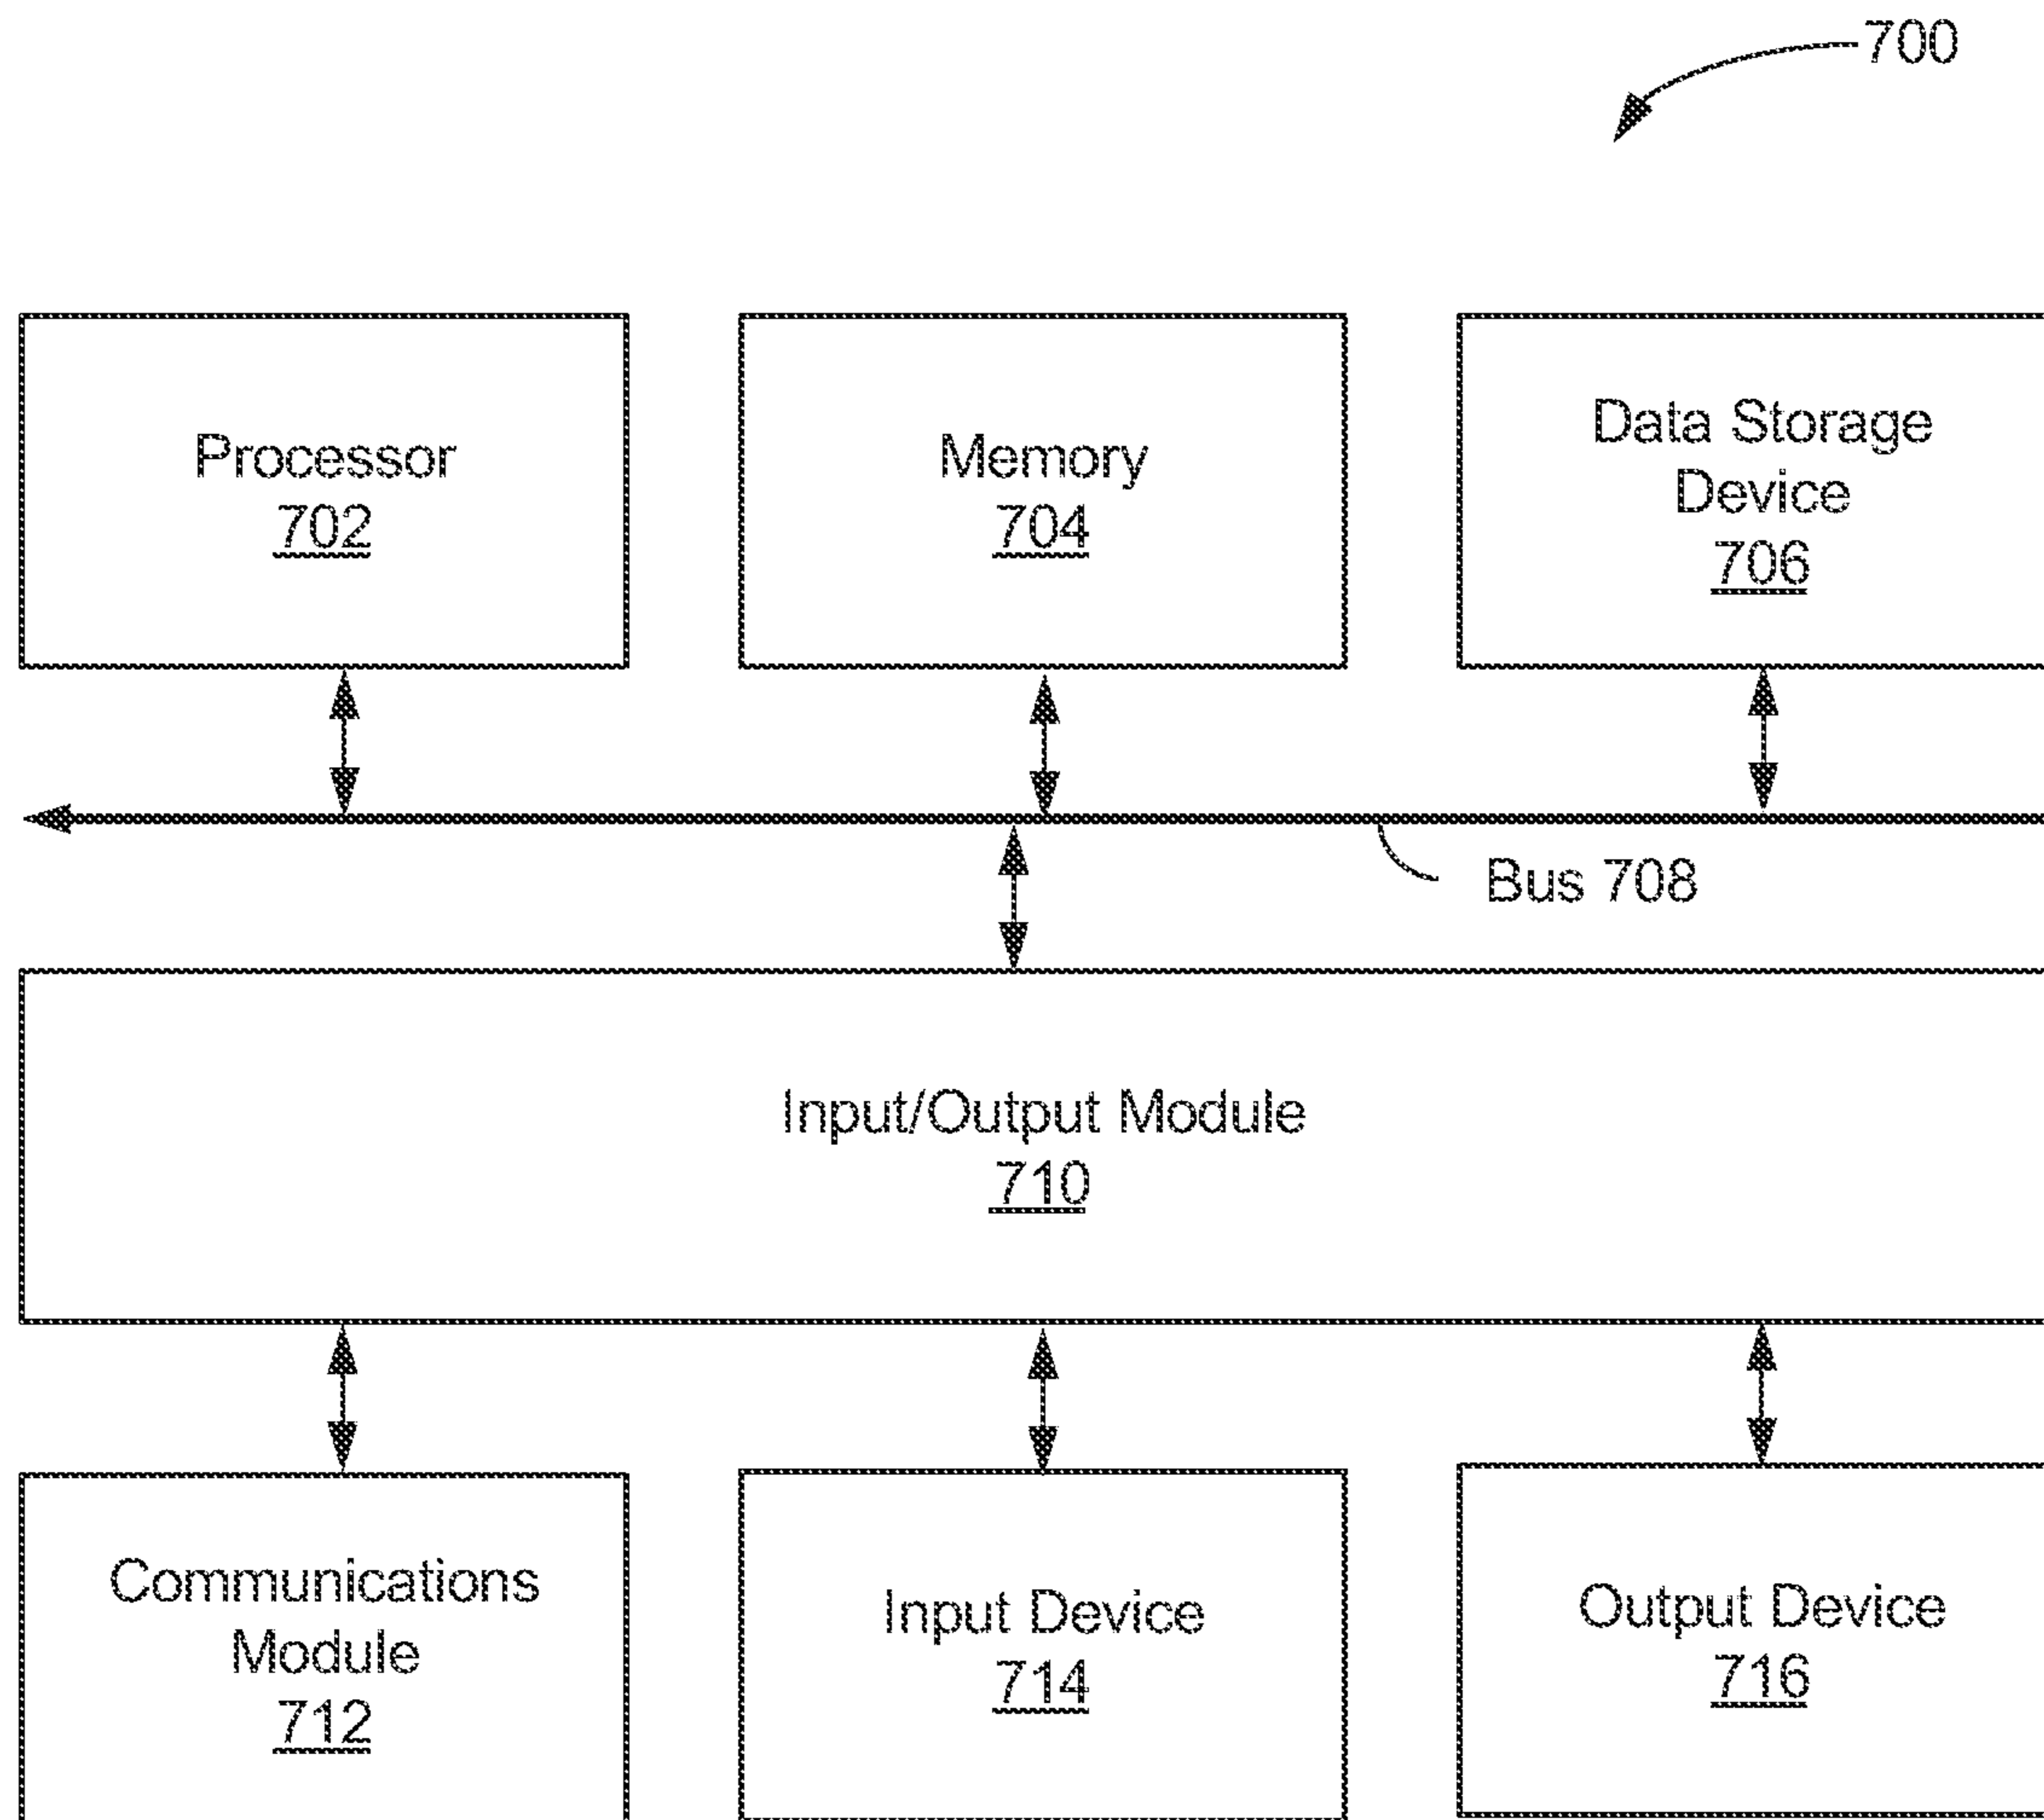 700
Processor
702
Memory
704
Data Storage
Device
706
Bus 708
Input/Output Module
710
Communications
Module
712
Input Device
714
Output Device
716